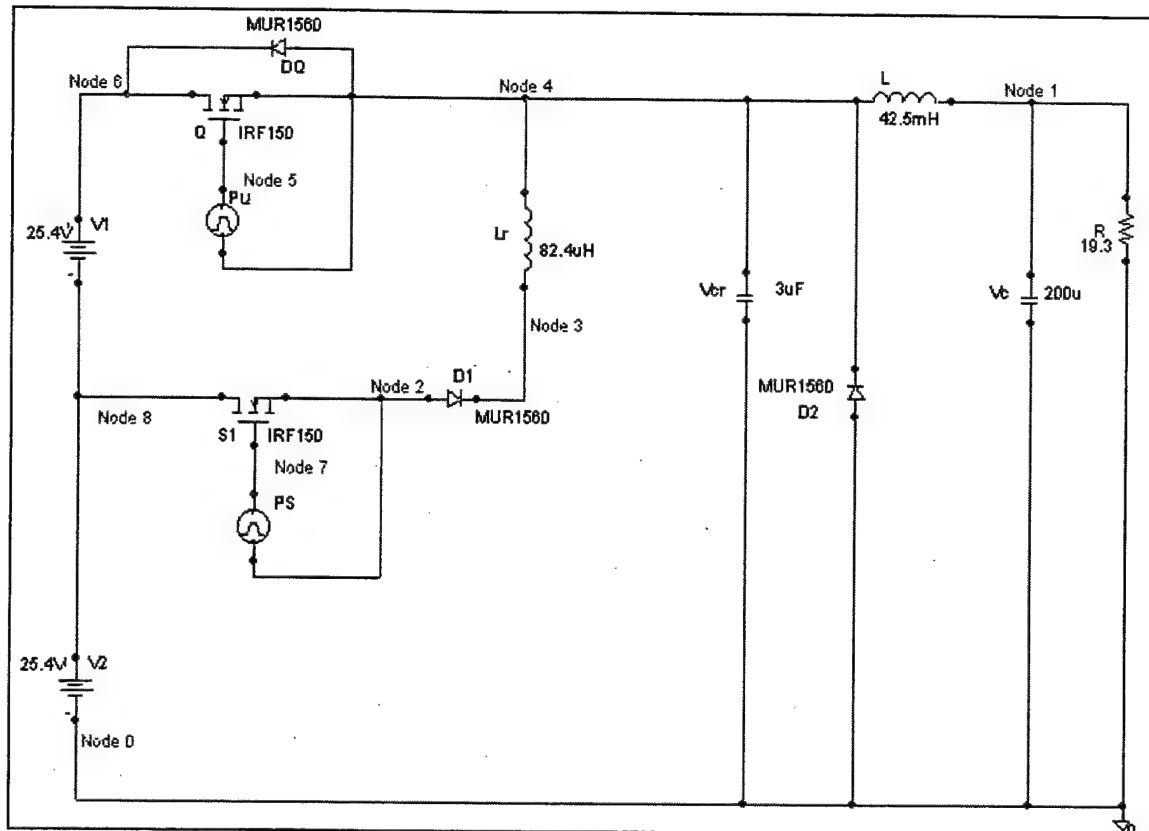 MUR1560
DQ
Node 6
Node 4
L
Node 1
42.5mH
Q
IRF150
Node 5
PU
V1
25.4V
Lr
82.4uH
R
19.3
Vcr
3uF
Vc
200u
Node 3
D1
Node 2
MUR1560
Node 8
S1
IRF150
MUR1560
D2
Node 7
PS
25.4V
V2
Node 0
0